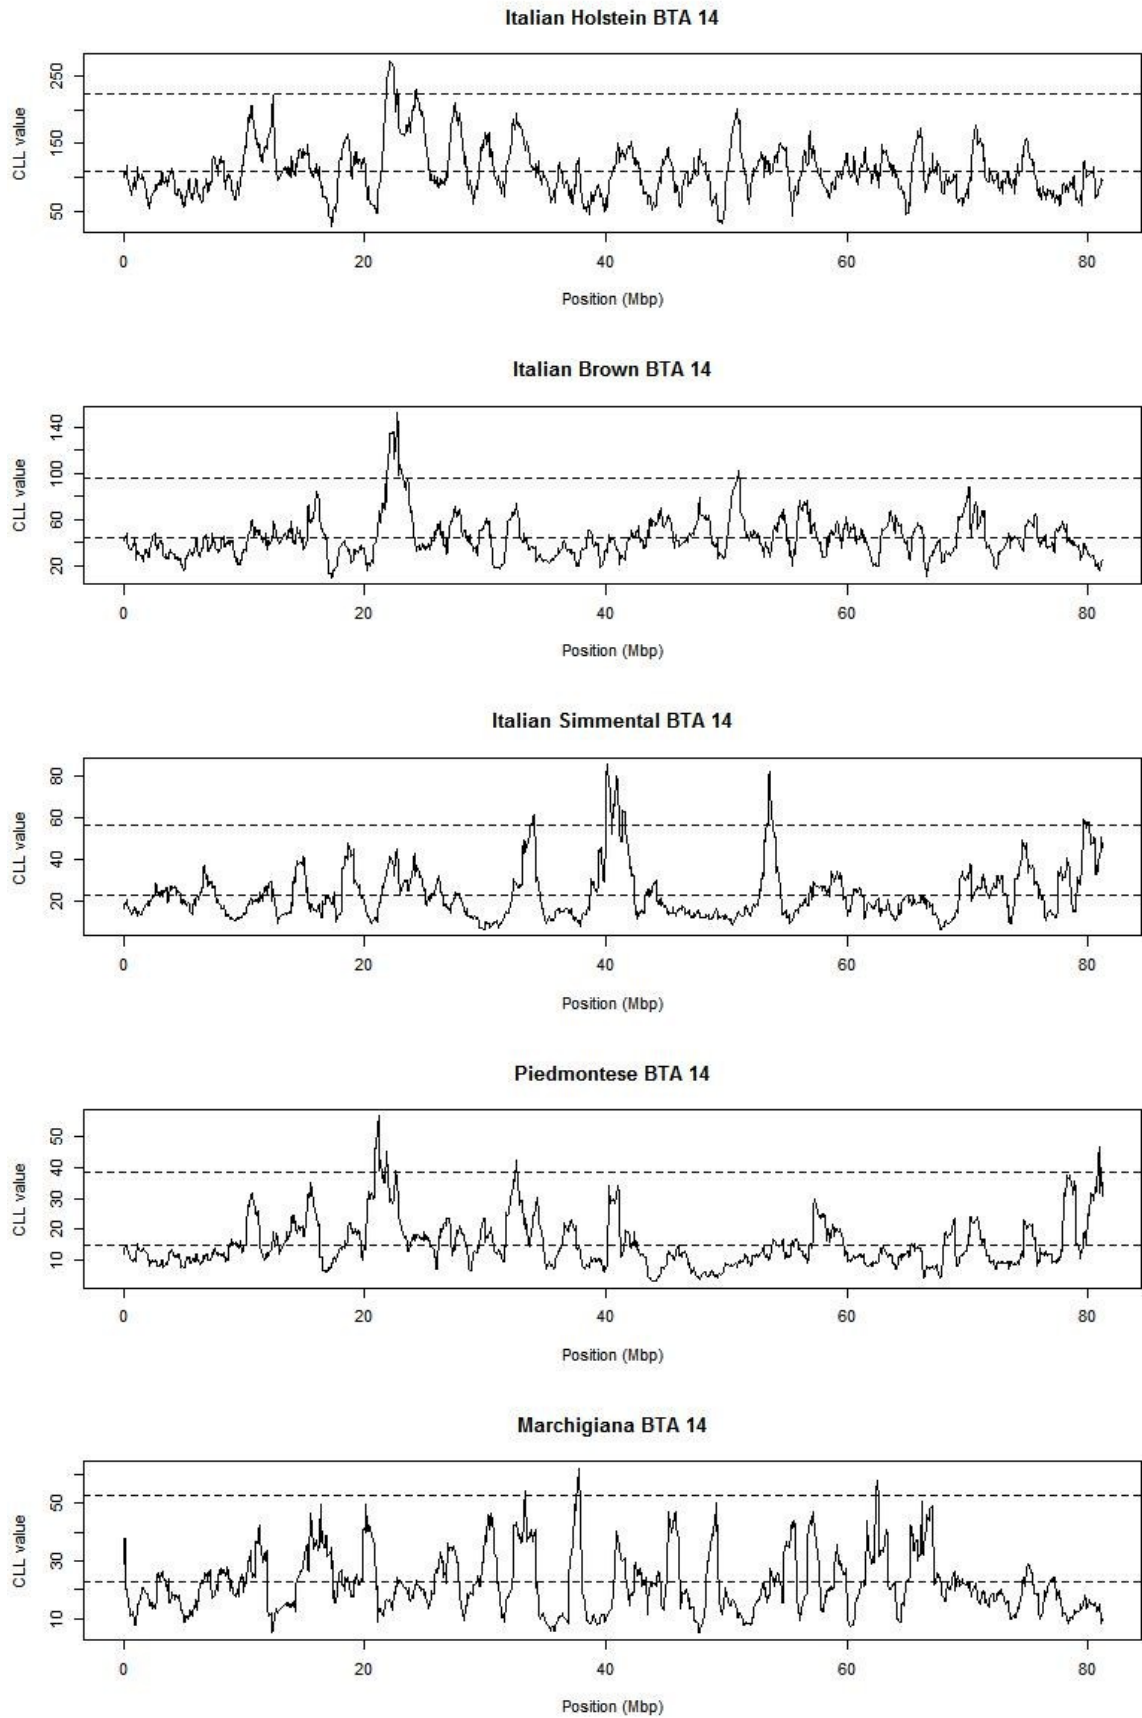 Italian Holstein BTA 14
CLL value
50 150 250
0 20 40 60 80
Position (Mbp)
Italian Brown BTA 14
CLL value
20 60 100 140
0 20 40 60 80
Position (Mbp)
Italian Simmental BTA 14
CLL value
20 40 60 80
0 20 40 60 80
Position (Mbp)
Piedmontese BTA 14
CLL value
10 20 30 40 50
0 20 40 60 80
Position (Mbp)
Marchigiana BTA 14
CLL value
10 30 50
0 20 40 60 80
Position (Mbp)